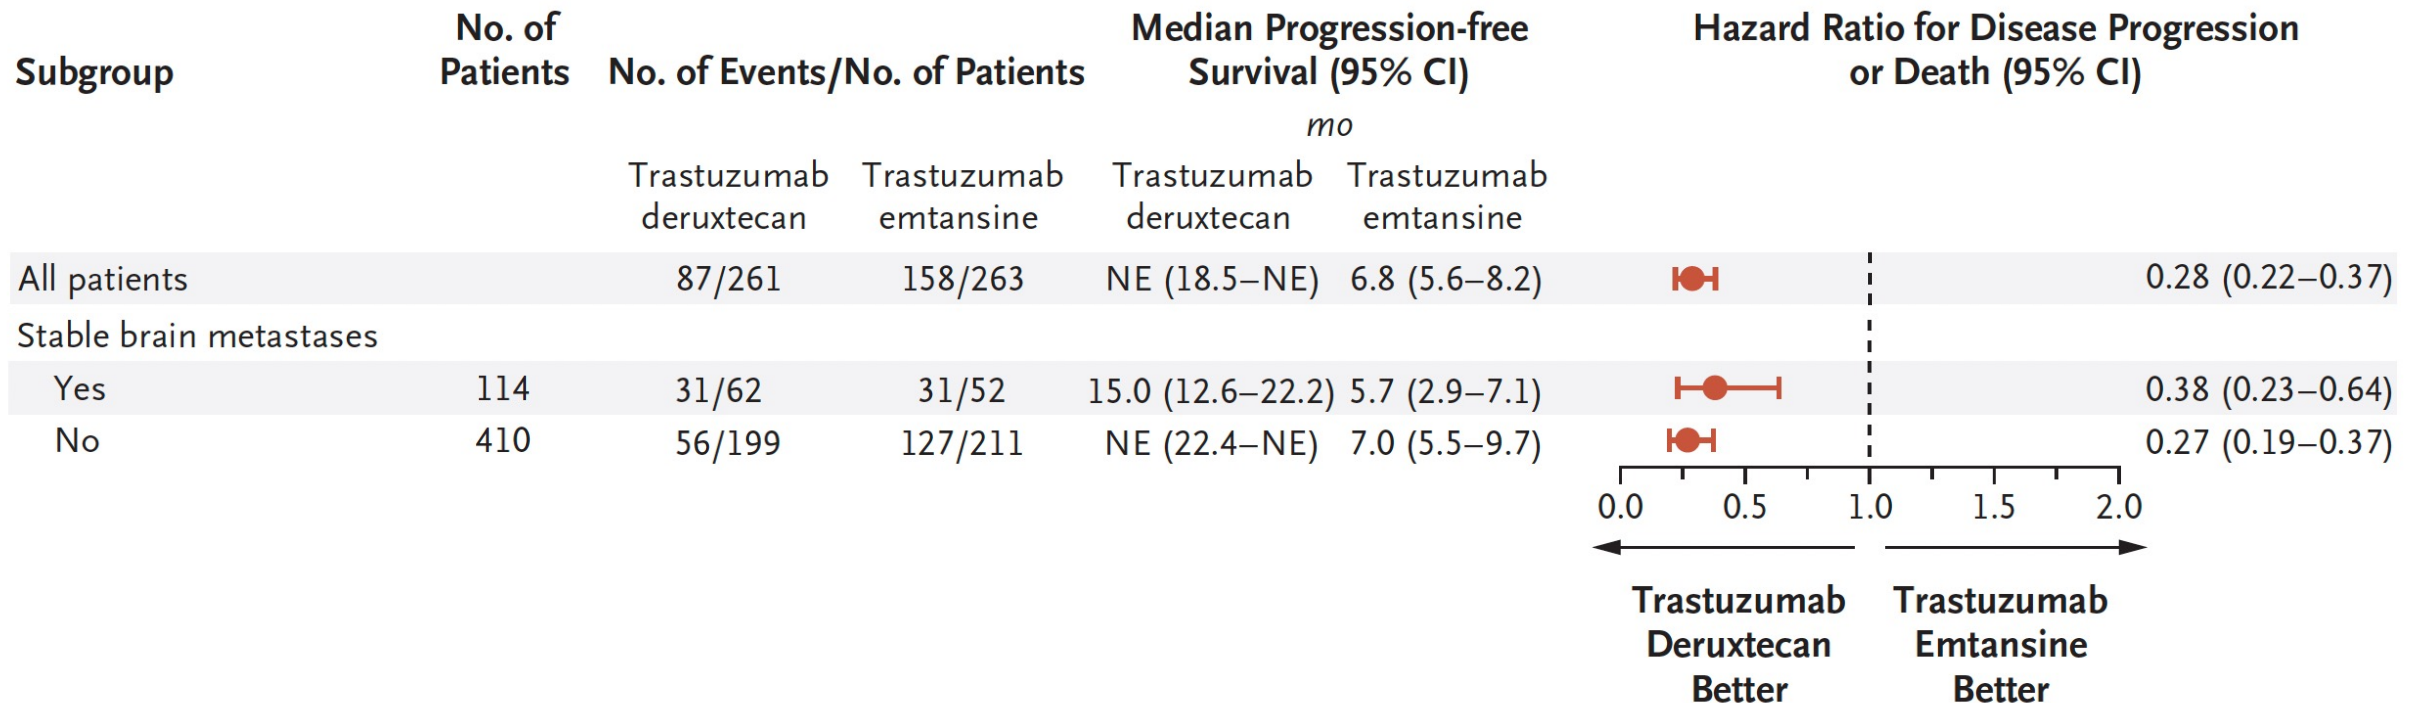 Subgroup No. of Patients No. of Events/No. of Patients Median Progression-free Survival (95% CI) Hazard Ratio for Disease Progression or Death (95% CI)
mo
Trastuzumab deruxtecan Trastuzumab emtansine Trastuzumab deruxtecan Trastuzumab emtansine
All patients 87/261 158/263 NE (18.5–NE) 6.8 (5.6–8.2) 0.28 (0.22–0.37)
Stable brain metastases
Yes 114 31/62 31/52 15.0 (12.6–22.2) 5.7 (2.9–7.1) 0.38 (0.23–0.64)
No 410 56/199 127/211 NE (22.4–NE) 7.0 (5.5–9.7) 0.27 (0.19–0.37)
0.0 0.5 1.0 1.5 2.0
Trastuzumab Deruxtecan Better Trastuzumab Emtansine Better